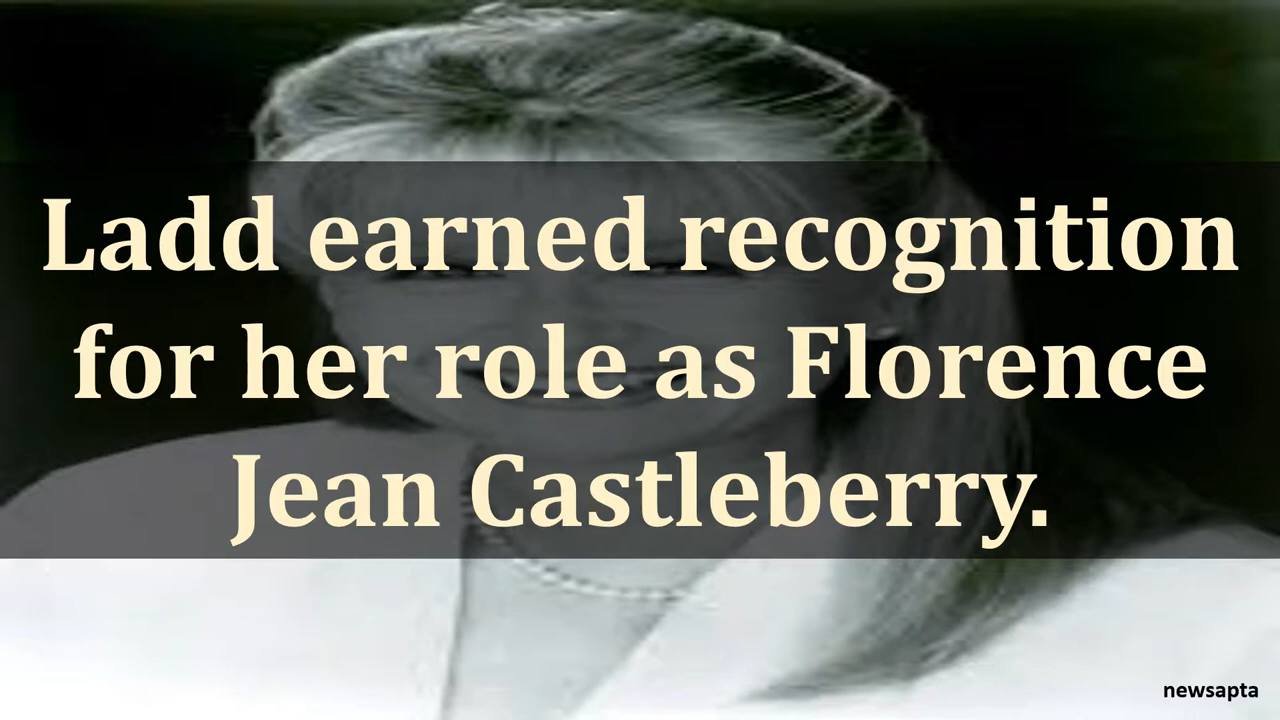 Ladd earned recognition
for her role as Florence
Jean Castleberry.
newsapta